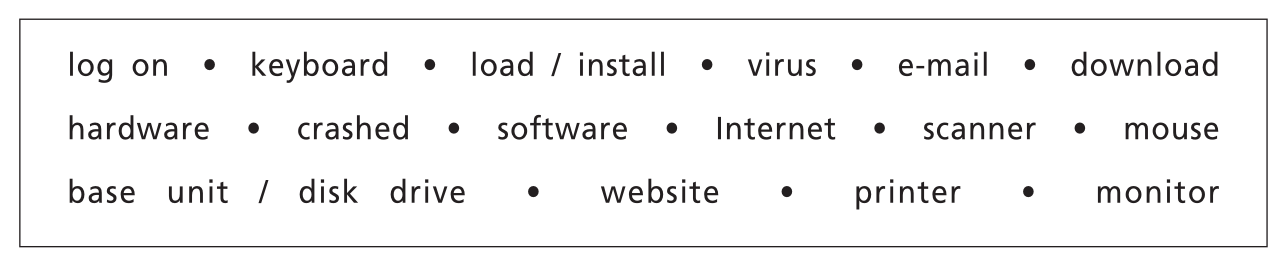 log on • keyboard • load / install • virus • e-mail • download
hardware • crashed • software • Internet • scanner • mouse
base unit / disk drive • website • printer • monitor